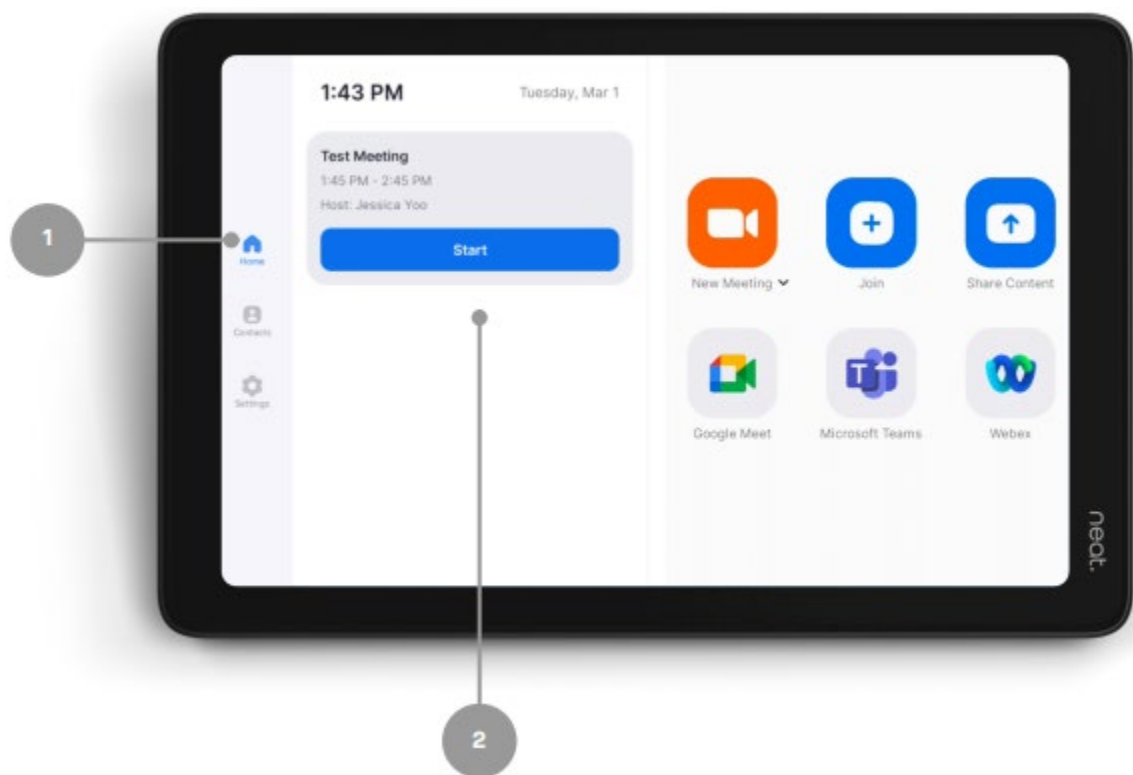 1:43 PM Tuesday, Mar 1
Test Meeting
1:45 PM - 2:45 PM
Host: Jessica Yoo
Start
1
Home
Contacts
Settings
New Meeting
Join
Share Content
Google Meet
Microsoft Teams
Webex
neat.
2